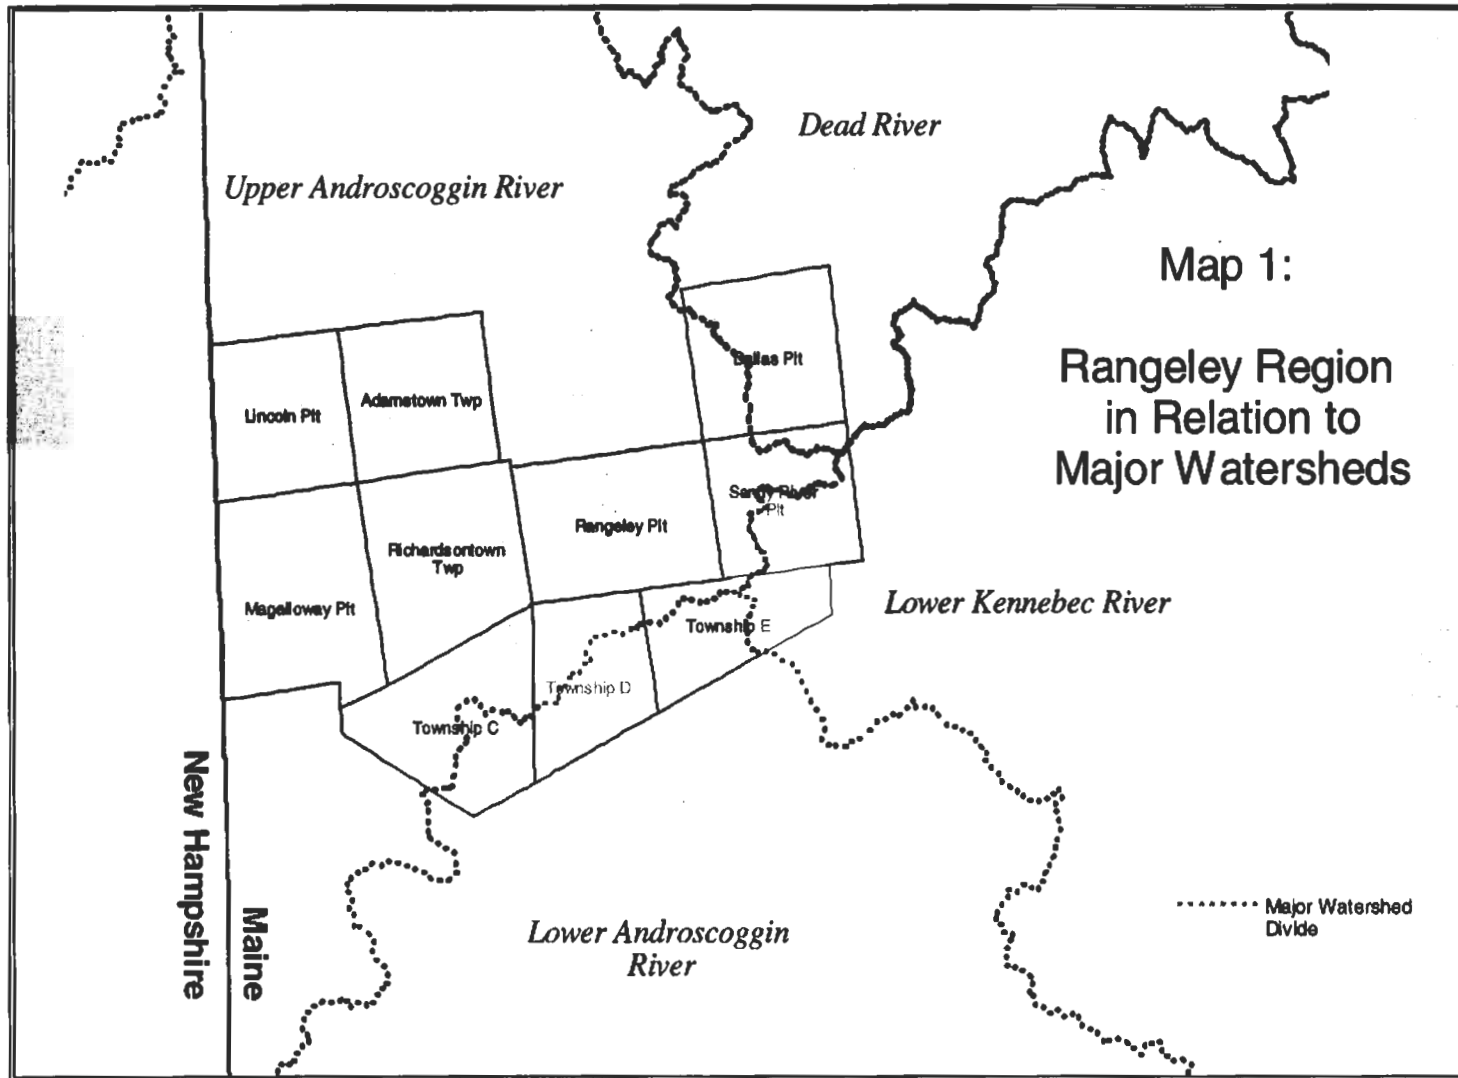 Dead River
Upper Androscoggin River
Map 1:
Rangeley Region
in Relation to
Major Watersheds
Dallas Plt
Lincoln Plt
Adamstown Twp
Sandy River
Plt
Rangeley Plt
Richardsontown
Twp
Magalloway Plt
Lower Kennebec River
Township E
Township D
Township C
New Hampshire
Maine
Lower Androscoggin
River
Major Watershed
Divide